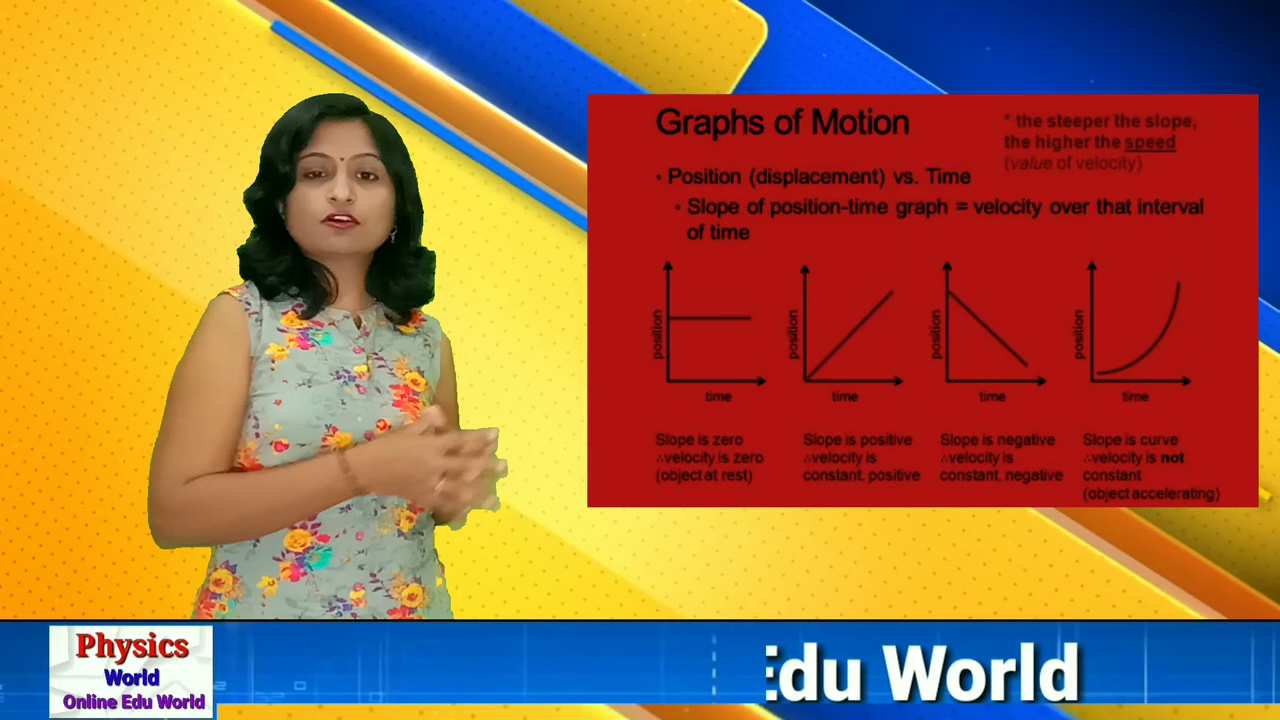 Graphs of Motion
* the steeper the slope,
the higher the speed
(value of velocity)
• Position (displacement) vs. Time
• Slope of position-time graph = velocity over that interval
of time
position
time
position
time
position
time
position
time
Slope is zero
∴velocity is zero
(object at rest)
Slope is positive
∴velocity is
constant, positive
Slope is negative
∴velocity is
constant, negative
Slope is curve
∴velocity is not
constant
(object accelerating)
Physics
World
Online Edu World
Edu World